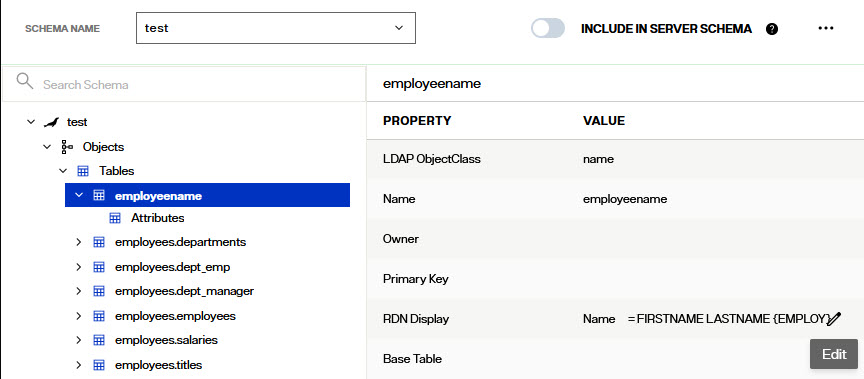 SCHEMA NAME test INCLUDE IN SERVER SCHEMA ? ...
Search Schema
test
Objects
Tables
employeename
Attributes
employees.departments
employees.dept_emp
employees.dept_manager
employees.employees
employees.salaries
employees.titles
employeename
PROPERTY VALUE
LDAP ObjectClass name
Name employeename
Owner
Primary Key
RDN Display Name =FIRSTNAME LASTNAME {EMPLOY}
Base Table
Edit